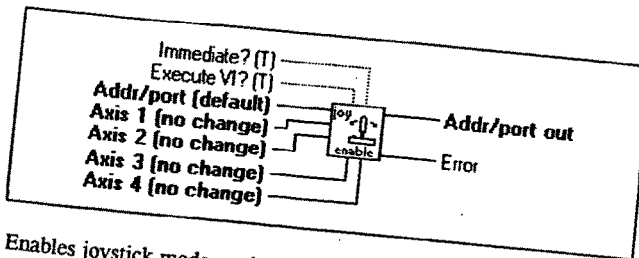 Immediate? (T)
Execute VI? (T)
Addr/port (default)
Axis 1 (no change)
Axis 2 (no change)
Axis 3 (no change)
Axis 4 (no change)
joy
enable
Addr/port out
Error
Enables joystick